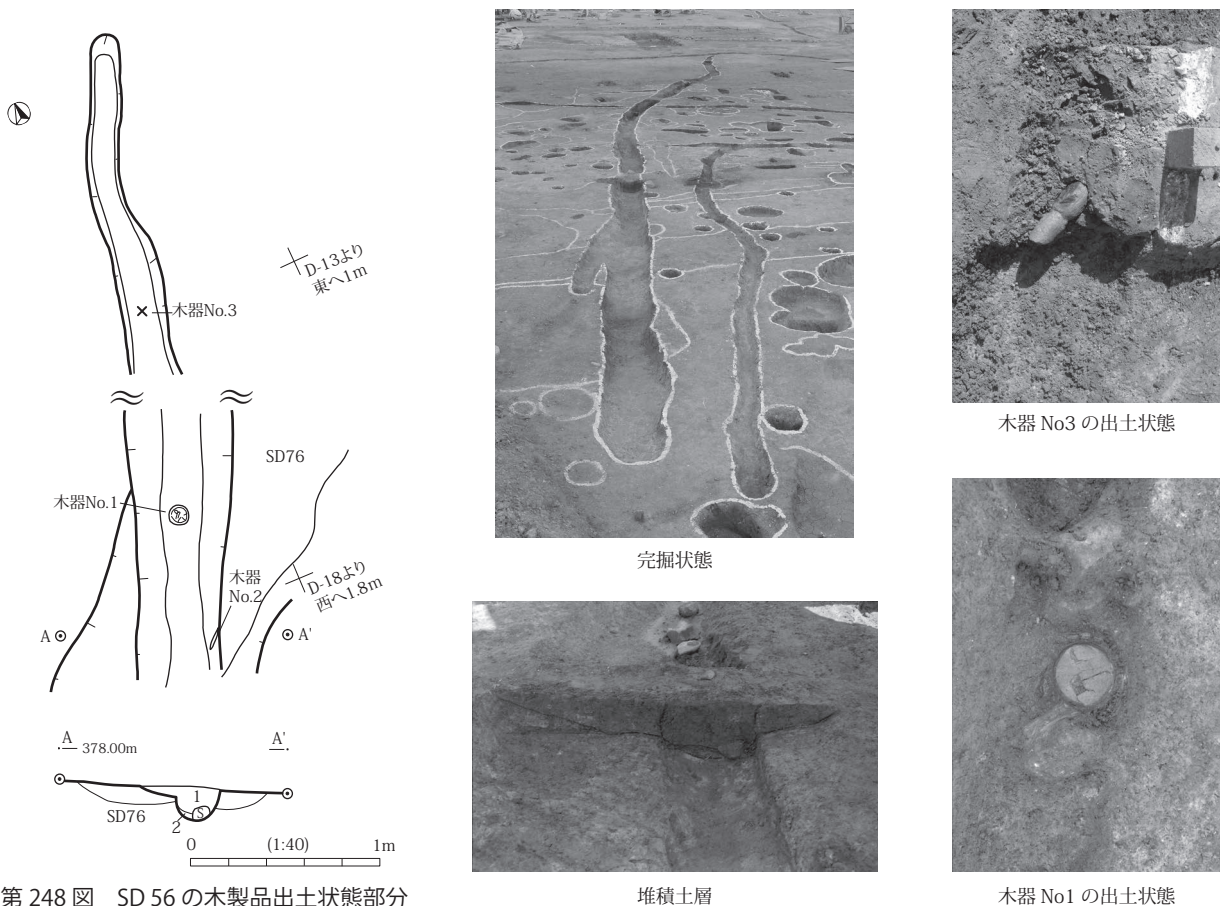 D-13より
東へ1m
木器No.3
SD76
木器No.1
木器
No.2
D-18より
西へ1.8m
A
A'
A
378.00m
A'
1
S
SD76
2
0
(1:40)
1m
第 248 図　SD 56 の木製品出土状態部分
完掘状態
堆積土層
木器 No3 の出土状態
木器 No1 の出土状態